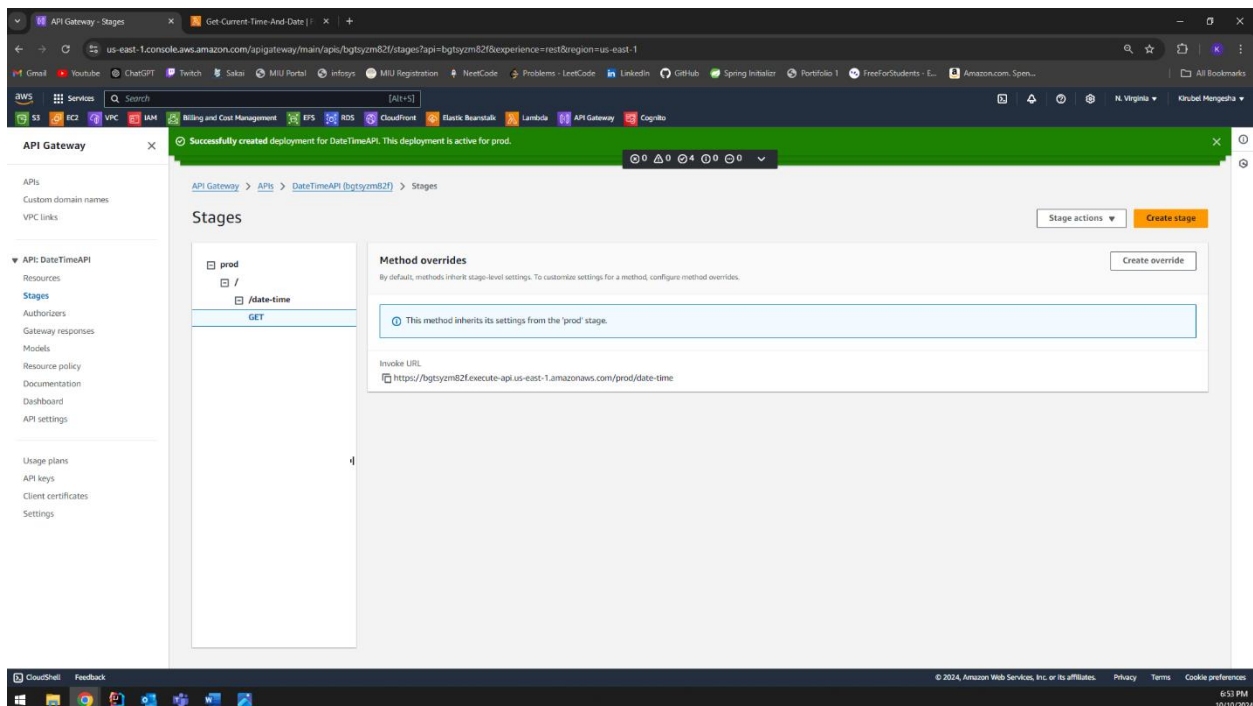 API Gateway - Stages
Get-Current-Time-And-Date |
us-east-1.console.aws.amazon.com/apigateway/main/apis/bgtsyzm82f/stages?api=bgtsyzm82f&experience=rest&region=us-east-1
Gmail Youtube ChatGPT Twitch Sakai MIU Portal infosys MIU Registration NeetCode Problems - LeetCode LinkedIn GitHub Spring Initializr Portifolio 1 FreeForStudents - E... Amazon.com. Spen... All Bookmarks
aws Services Search [Alt+S] N. Virginia Kirubel Mengesha
S3 EC2 VPC IAM Billing and Cost Management EFS RDS CloudFront Elastic Beanstalk Lambda API Gateway Cognito
API Gateway
Successfully created deployment for DateTimeAPI. This deployment is active for prod.
0 0 4 0 0
APIs
Custom domain names
VPC links
API: DateTimeAPI
Resources
Stages
Authorizers
Gateway responses
Models
Resource policy
Documentation
Dashboard
API settings
Usage plans
API keys
Client certificates
Settings
API Gateway > APIs > DateTimeAPI (bgtsyzm82f) > Stages
Stages
Stage actions
Create stage
prod
/
/date-time
GET
Method overrides
Create override
By default, methods inherit stage-level settings. To customize settings for a method, configure method overrides.
This method inherits its settings from the 'prod' stage.
Invoke URL
https://bgtsyzm82f.execute-api.us-east-1.amazonaws.com/prod/date-time
CloudShell Feedback © 2024, Amazon Web Services, Inc. or its affiliates. Privacy Terms Cookie preferences
6:53 PM
10/10/2024